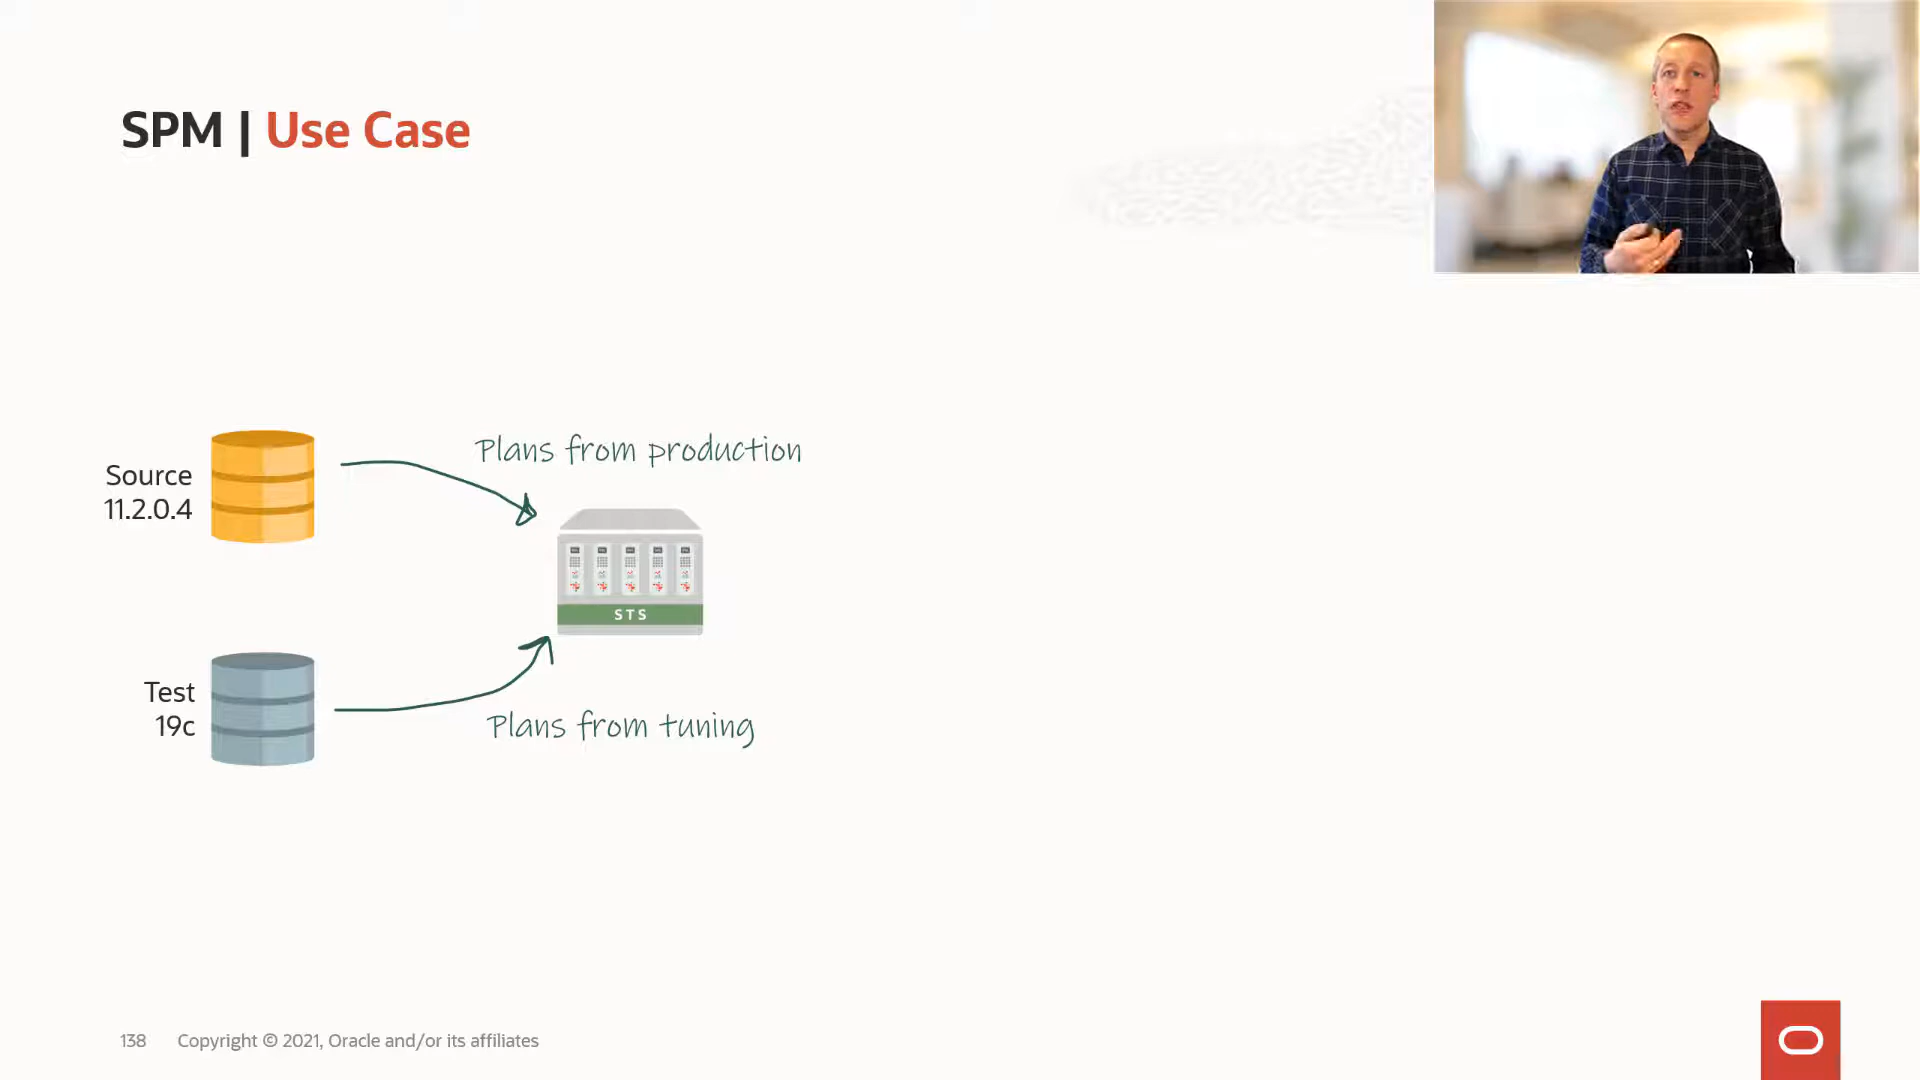 SPM | Use Case
Plans from production
Source
11.2.0.4
STS
Test
19c
Plans from tuning
138 Copyright © 2021, Oracle and/or its affiliates